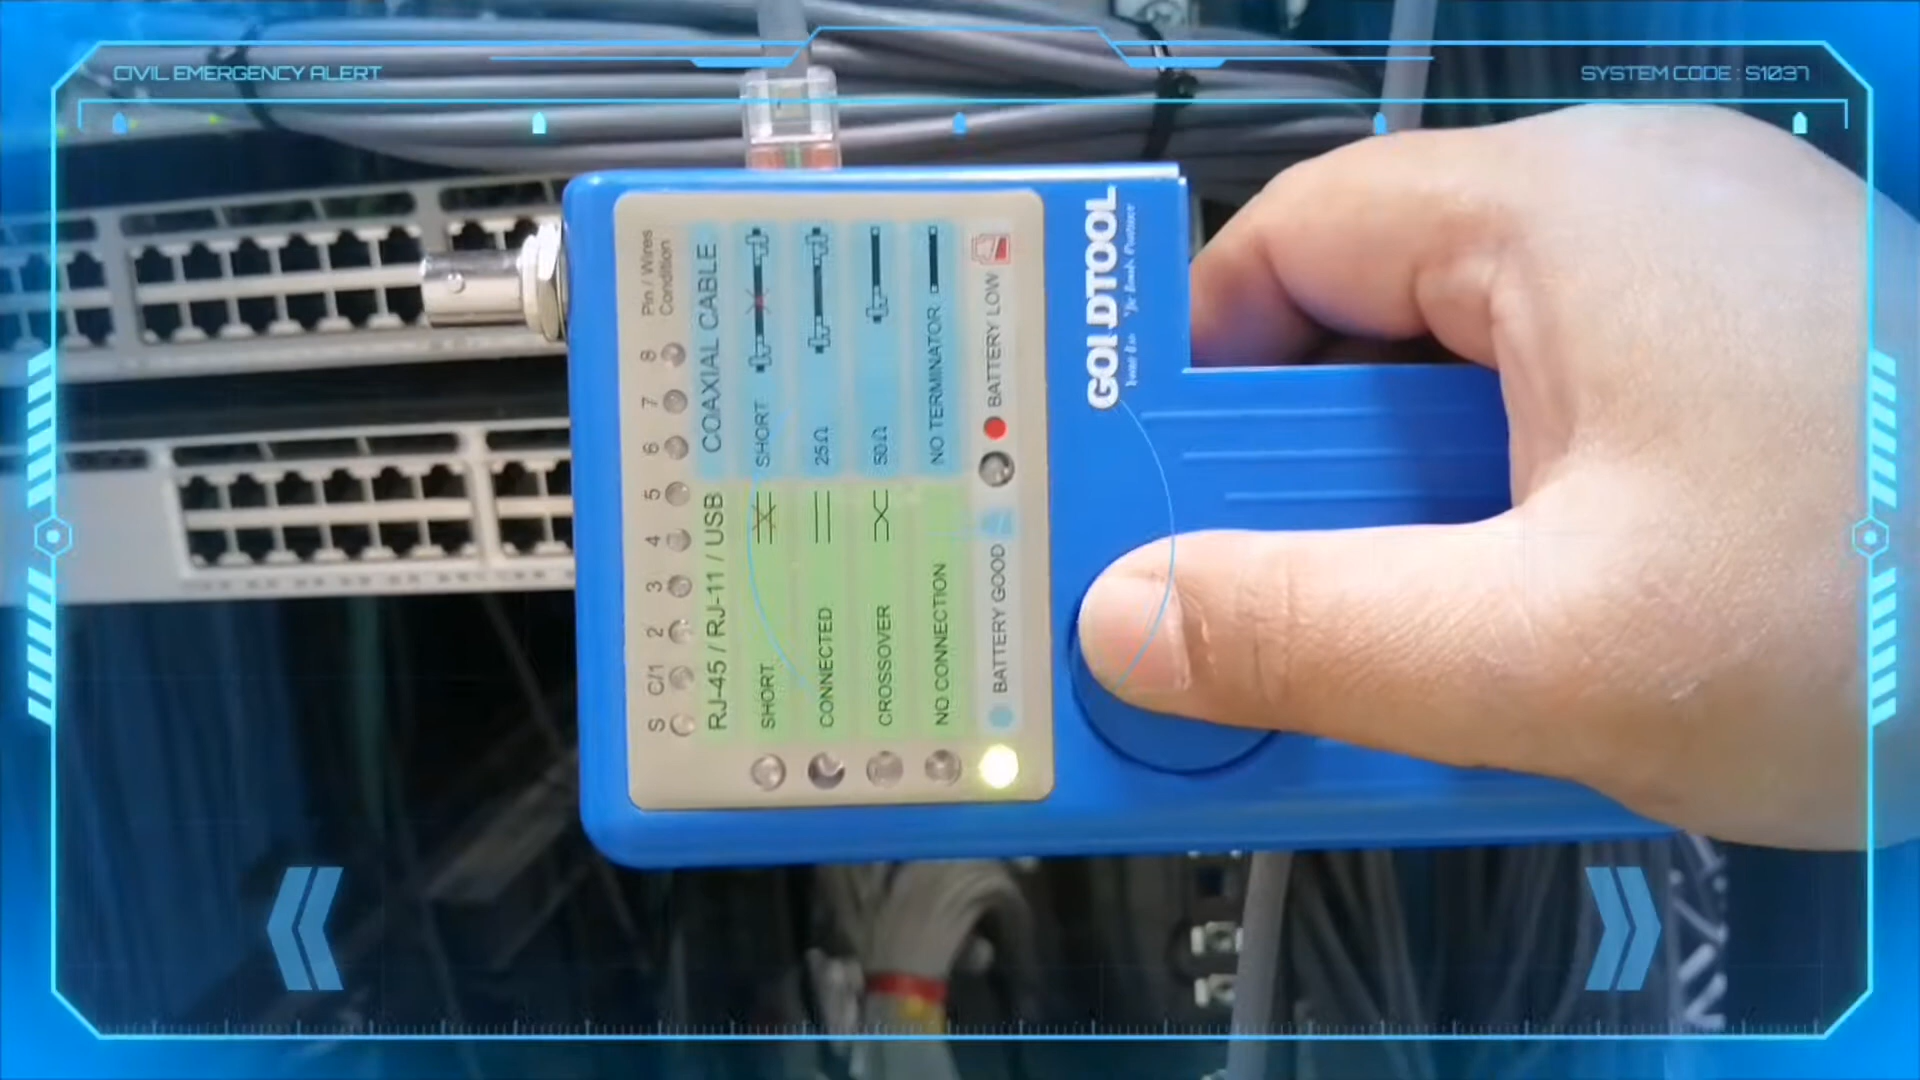 CIVIL EMERGENCY ALERT
SYSTEM CODE : S1037
Pin / Wires
Condition
S C/1 2 3 4 5 6 7 8
RJ-45 / RJ-11 / USB COAXIAL CABLE
SHORT SHORT
CONNECTED 25Ω
CROSSOVER 50Ω
NO CONNECTION NO TERMINATOR
BATTERY GOOD BATTERY LOW
GOLDTOOL